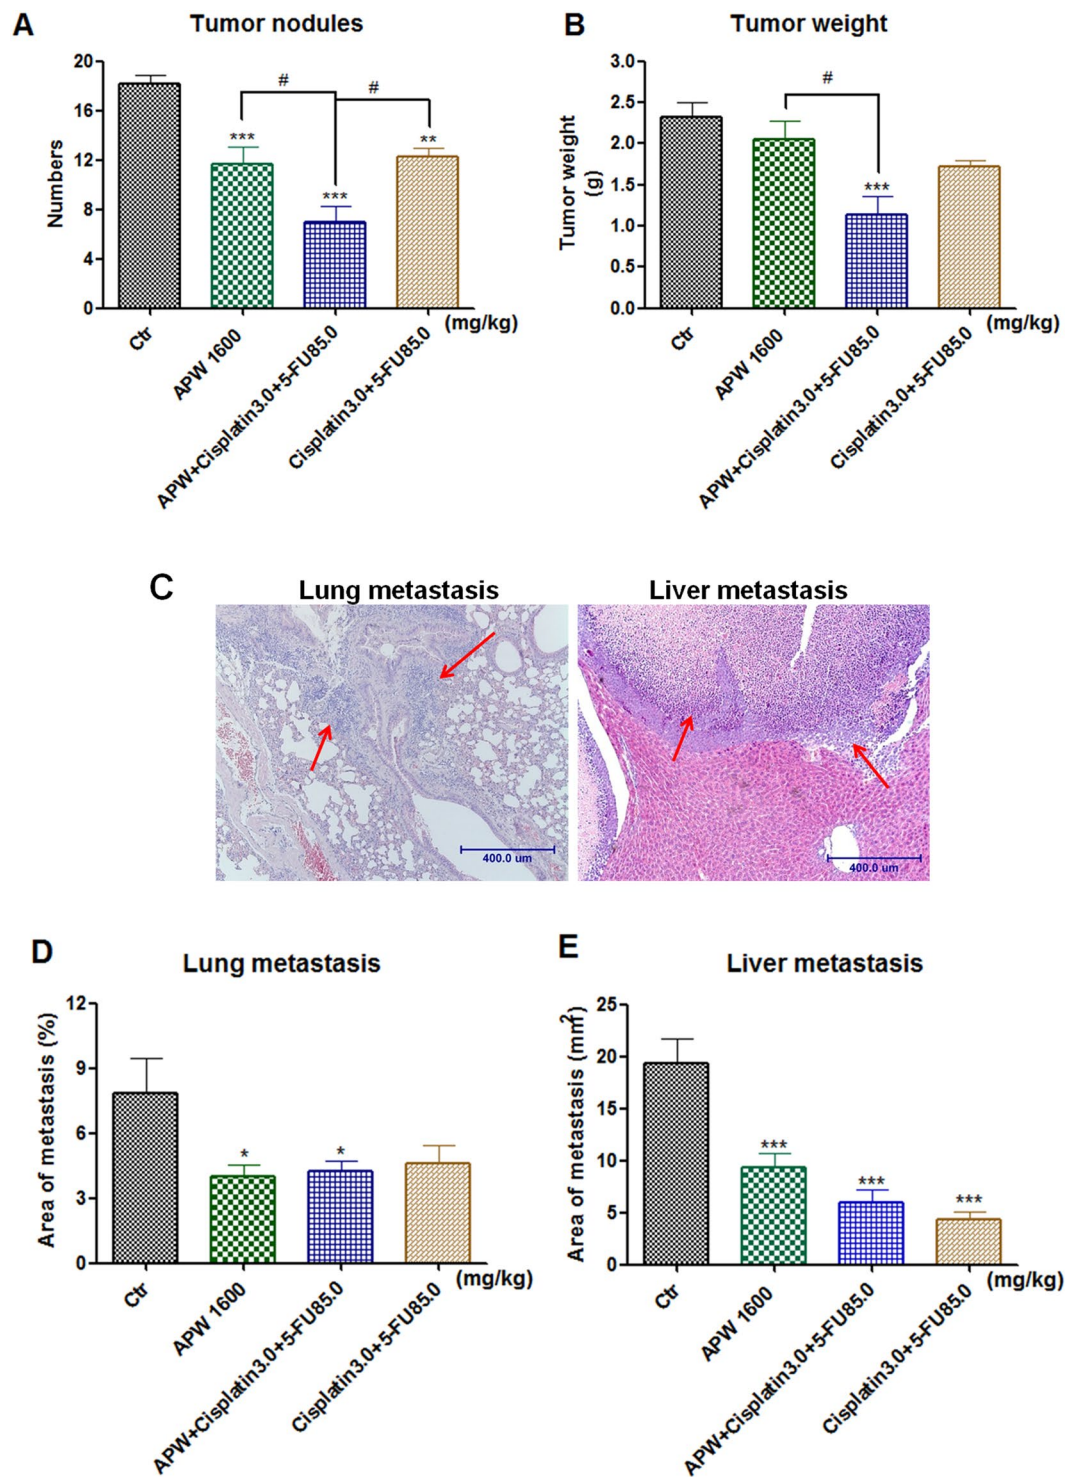 A
Tumor nodules
Numbers
20
16
12
8
4
0
#
#
***
***
**
Ctr
APW 1600
APW+Cisplatin3.0+5-FU85.0
Cisplatin3.0+5-FU85.0
(mg/kg)
B
Tumor weight
Tumor weight
(g)
3.0
2.5
2.0
1.5
1.0
0.5
0.0
#
***
Ctr
APW 1600
APW+Cisplatin3.0+5-FU85.0
Cisplatin3.0+5-FU85.0
(mg/kg)
C
Lung metastasis
400.0 um
Liver metastasis
400.0 um
D
Lung metastasis
Area of metastasis (%)
12
9
6
3
0
*
*
Ctr
APW 1600
APW+Cisplatin3.0+5-FU85.0
Cisplatin3.0+5-FU85.0
(mg/kg)
E
Liver metastasis
Area of metastasis (mm²)
25
20
15
10
5
0
***
***
***
Ctr
APW 1600
APW+Cisplatin3.0+5-FU85.0
Cisplatin3.0+5-FU85.0
(mg/kg)